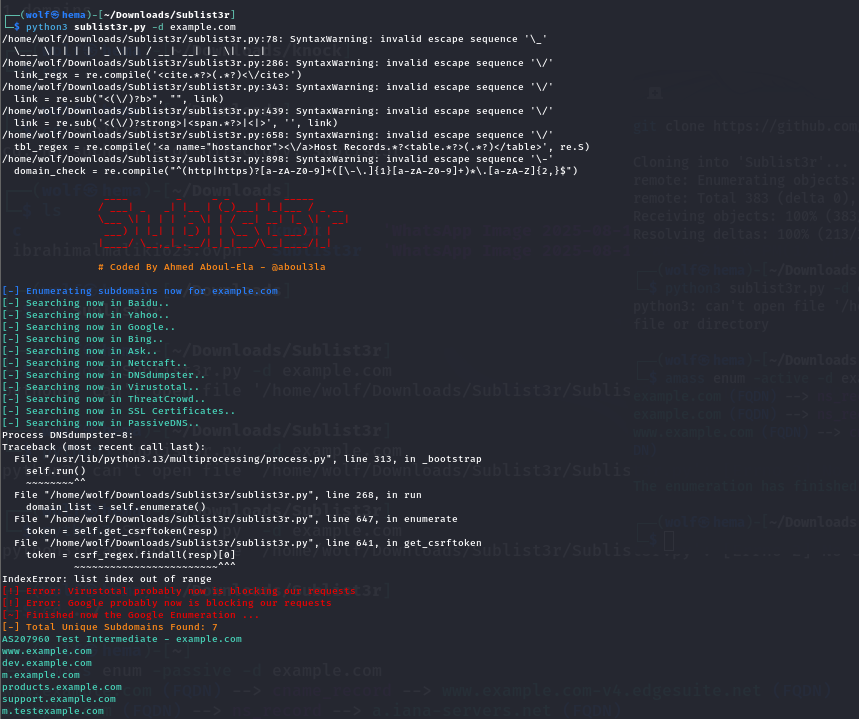 ┌──(wolf㉿hema)-[~/Downloads/Sublist3r]
└─$ python3 sublist3r.py -d example.com
/home/wolf/Downloads/Sublist3r/sublist3r.py:78: SyntaxWarning: invalid escape sequence '\_'
  \___ \| | | | '_ \| | / __| __| |_ \| '__|
/home/wolf/Downloads/Sublist3r/sublist3r.py:286: SyntaxWarning: invalid escape sequence '\/'
  link_regx = re.compile('<cite.*?>(.*?)<\/cite>')
/home/wolf/Downloads/Sublist3r/sublist3r.py:343: SyntaxWarning: invalid escape sequence '\/'
  link = re.sub("<(\/)?b>", "", link)
/home/wolf/Downloads/Sublist3r/sublist3r.py:439: SyntaxWarning: invalid escape sequence '\/'
  link = re.sub('<(\/)?strong>|<span.*?>|<|>', '', link)
/home/wolf/Downloads/Sublist3r/sublist3r.py:658: SyntaxWarning: invalid escape sequence '\/'
  tbl_regex = re.compile('<a name="hostanchor"><\/a>Host Records.*?<table.*?>(.*?)</table>', re.S)
/home/wolf/Downloads/Sublist3r/sublist3r.py:898: SyntaxWarning: invalid escape sequence '\-'
  domain_check = re.compile("^(http|https)?[a-zA-Z0-9]+([\-\.]{1}[a-zA-Z0-9]+)*\.[a-zA-Z]{2,}$")
# Coded By Ahmed Aboul-Ela - @aboul3la
[-] Enumerating subdomains now for example.com
[-] Searching now in Baidu..
[-] Searching now in Yahoo..
[-] Searching now in Google..
[-] Searching now in Bing..
[-] Searching now in Ask..
[-] Searching now in Netcraft..
[-] Searching now in DNSdumpster..
[-] Searching now in Virustotal..
[-] Searching now in ThreatCrowd..
[-] Searching now in SSL Certificates..
[-] Searching now in PassiveDNS..
Process DNSdumpster-8:
Traceback (most recent call last):
  File "/usr/lib/python3.13/multiprocessing/process.py", line 313, in _bootstrap
    self.run()
    ~~~~~~~~^^
  File "/home/wolf/Downloads/Sublist3r/sublist3r.py", line 268, in run
    domain_list = self.enumerate()
  File "/home/wolf/Downloads/Sublist3r/sublist3r.py", line 647, in enumerate
    token = self.get_csrftoken(resp)
  File "/home/wolf/Downloads/Sublist3r/sublist3r.py", line 641, in get_csrftoken
    token = csrf_regex.findall(resp)[0]
            ~~~~~~~~~~~~~~~~~~~~~~~~^^^
IndexError: list index out of range
[!] Error: Virustotal probably now is blocking our requests
[!] Error: Google probably now is blocking our requests
[~] Finished now the Google Enumeration ...
[-] Total Unique Subdomains Found: 7
AS207960 Test Intermediate - example.com
www.example.com
dev.example.com
m.example.com
products.example.com
support.example.com
m.testexample.com